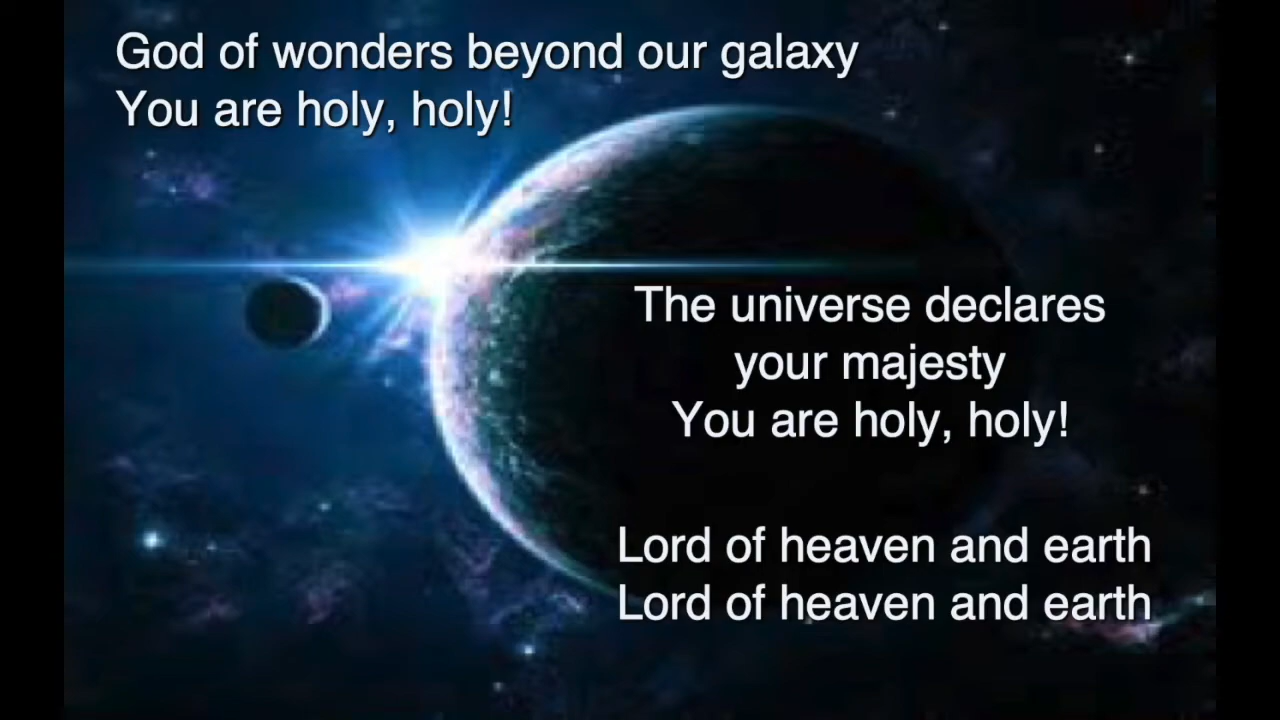 God of wonders beyond our galaxy
You are holy, holy!
The universe declares
your majesty
You are holy, holy!
Lord of heaven and earth
Lord of heaven and earth